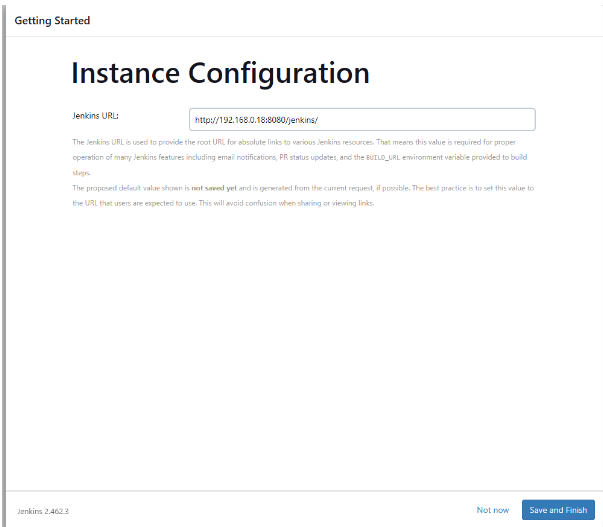 Getting Started
Instance Configuration
Jenkins URL:
http://192.168.0.18:8080/jenkins/
The Jenkins URL is used to provide the root URL for absolute links to various Jenkins resources. That means this value is required for proper
operation of many Jenkins features including email notifications, PR status updates, and the BUILD_URL environment variable provided to build
steps.
The proposed default value shown is not saved yet and is generated from the current request, if possible. The best practice is to set this value to
the URL that users are expected to use. This will avoid confusion when sharing or viewing links.
Jenkins 2.462.3
Not now
Save and Finish